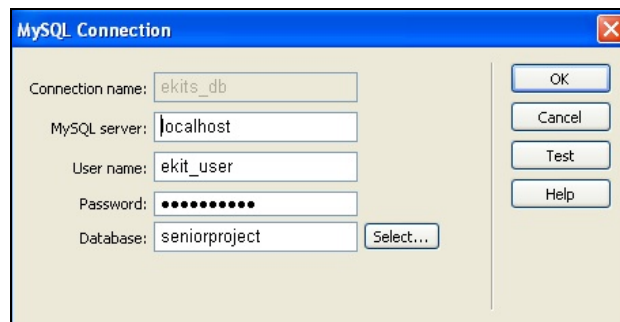 MySQL Connection
Connection name: ekits_db
MySQL server: localhost
User name: ekit_user
Password: ●●●●●●●●●●
Database: seniorproject Select...
OK
Cancel
Test
Help